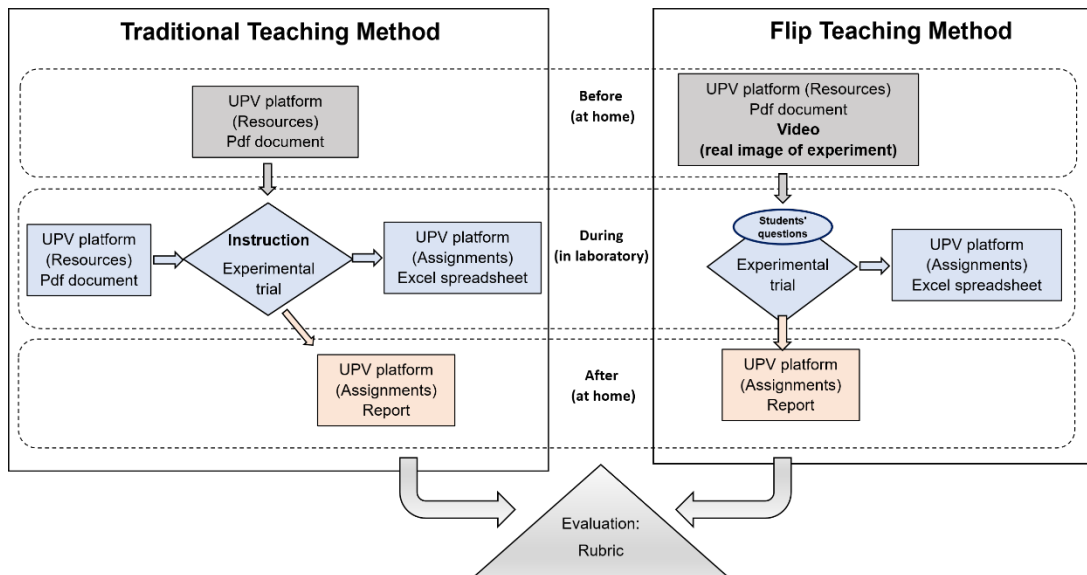 Traditional Teaching Method
Flip Teaching Method
Before
(at home)
UPV platform
(Resources)
Pdf document
UPV platform (Resources)
Pdf document
Video
(real image of experiment)
During
(in laboratory)
UPV platform
(Resources)
Pdf document
Instruction
Experimental
trial
UPV platform
(Assignments)
Excel spreadsheet
Students'
questions
Experimental
trial
UPV platform
(Assignments)
Excel spreadsheet
After
(at home)
UPV platform
(Assignments)
Report
UPV platform
(Assignments)
Report
Evaluation:
Rubric